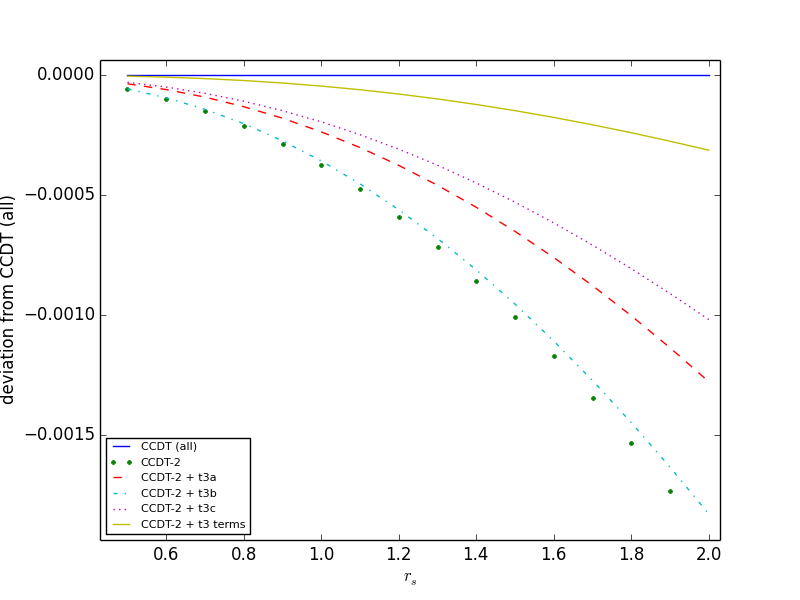 0.0000
−0.0005
−0.0010
−0.0015
deviation from CCDT (all)
CCDT (all)
CCDT-2
CCDT-2 + t3a
CCDT-2 + t3b
CCDT-2 + t3c
CCDT-2 + t3 terms
0.6 0.8 1.0 1.2 1.4 1.6 1.8 2.0
r_s